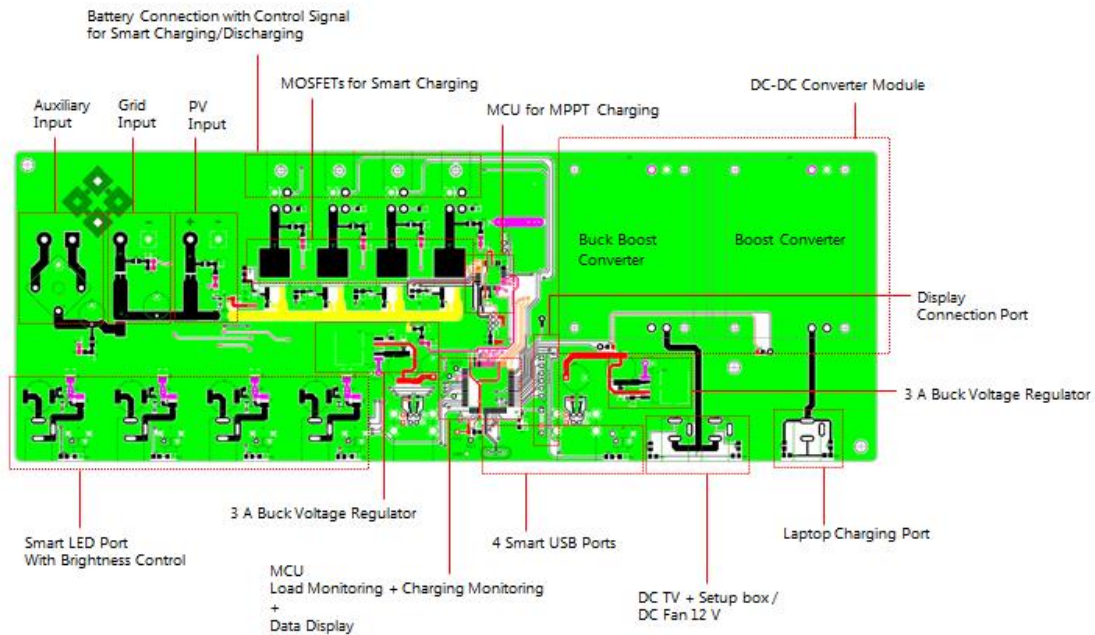 Battery Connection with Control Signal
for Smart Charging/Discharging
MOSFETs for Smart Charging
DC-DC Converter Module
Auxiliary
Input
Grid
Input
PV
Input
MCU for MPPT Charging
Buck Boost
Converter
Boost Converter
Display
Connection Port
3 A Buck Voltage Regulator
3 A Buck Voltage Regulator
4 Smart USB Ports
Laptop Charging Port
Smart LED Port
With Brightness Control
MCU
Load Monitoring + Charging Monitoring
+
Data Display
DC TV + Setup box /
DC Fan 12 V